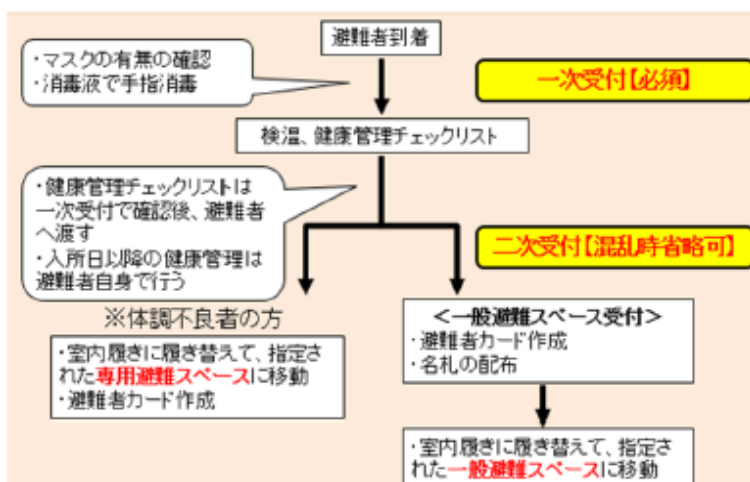 避難者到着
・マスクの有無の確認
・消毒液で手指消毒
一次受付【必須】
検温、健康管理チェックリスト
・健康管理チェックリストは
一次受付で確認後、避難者
へ渡す
・入所日以降の健康管理は
避難者自身で行う
二次受付【混乱時省略可】
※体調不良者の方
・室内履きに履き替えて、指定さ
れた専用避難スペースに移動
・避難者カード作成
<一般避難スペース受付>
・避難者カード作成
・名札の配布
・室内履きに履き替えて、指定さ
れた一般避難スペースに移動